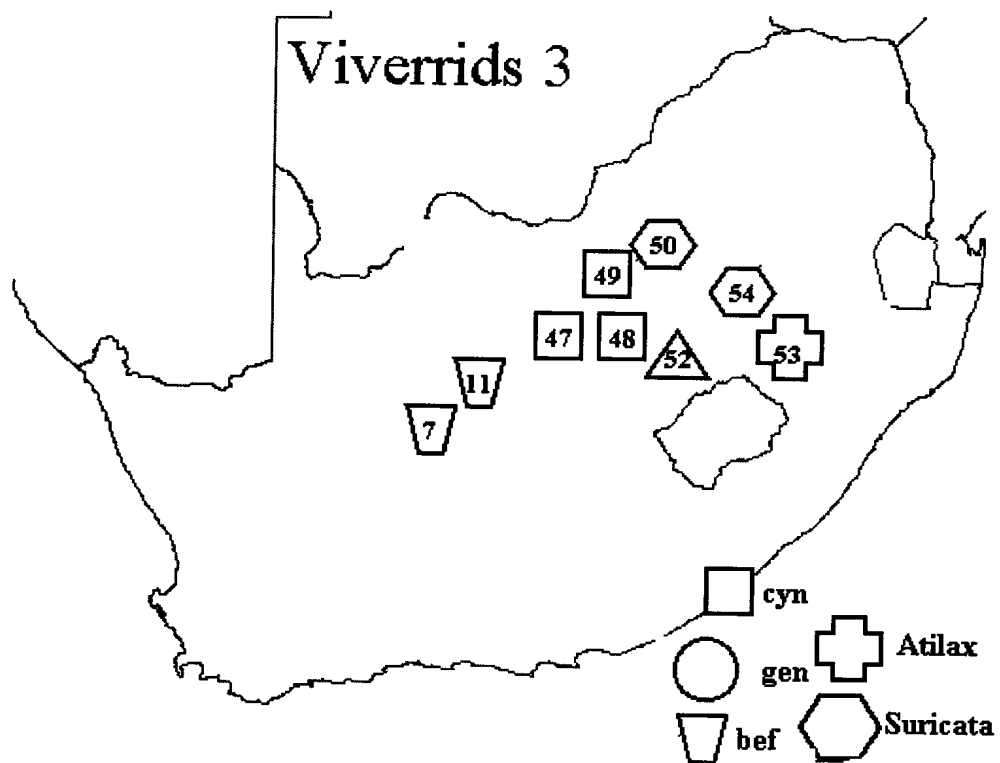 Viverrids 3
50
49
54
47
48
52
53
11
7
cyn
Atilax
gen
Suricata
bef